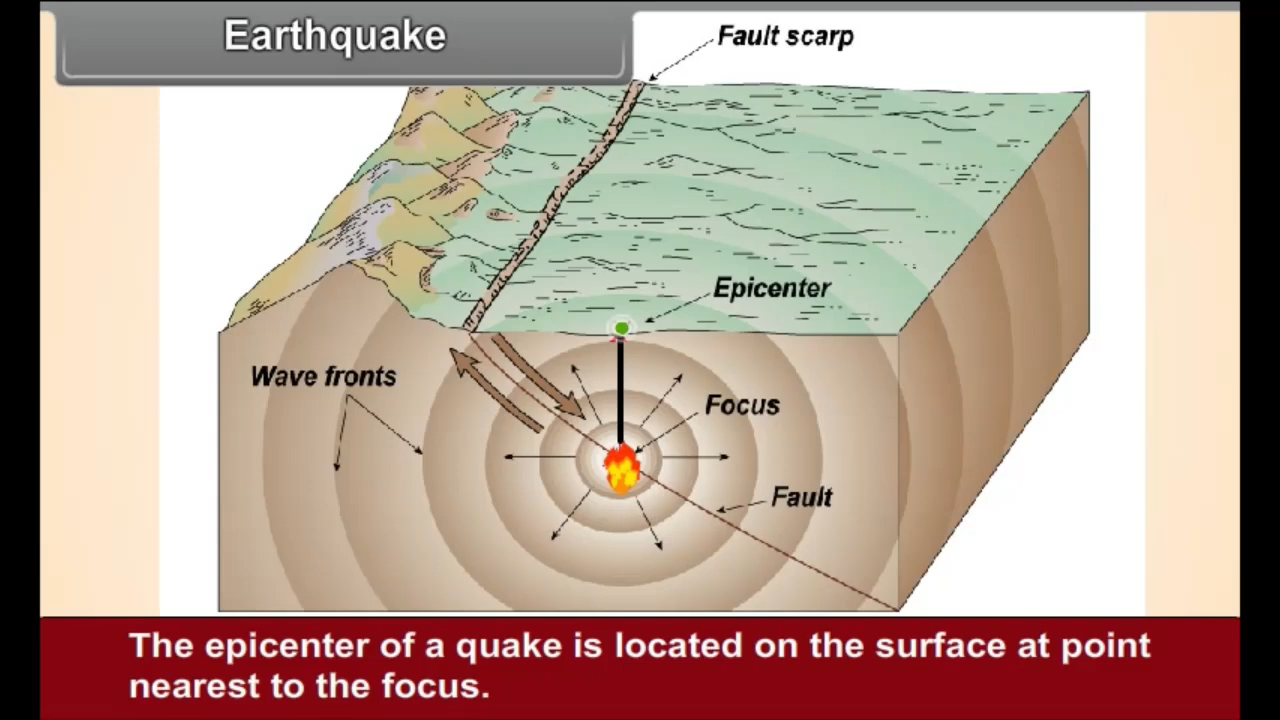 Earthquake
Fault scarp
Epicenter
Wave fronts
Focus
Fault
The epicenter of a quake is located on the surface at point
nearest to the focus.